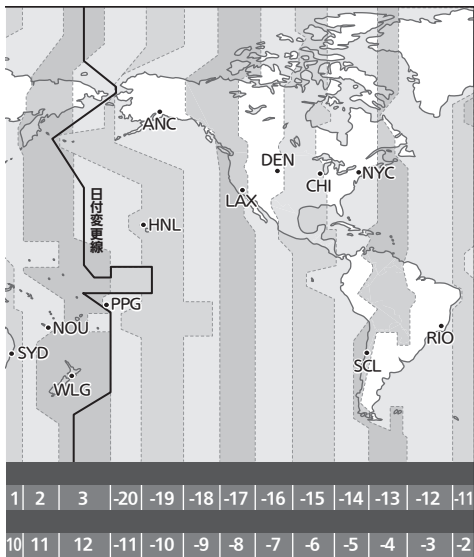 ANC
DEN
NYC
CHI
LAX
日付変更線
HNL
PPG
NOU
SYD
RIO
SCL
WLG
1 2 3 -20 -19 -18 -17 -16 -15 -14 -13 -12 -11
10 11 12 -11 -10 -9 -8 -7 -6 -5 -4 -3 -2